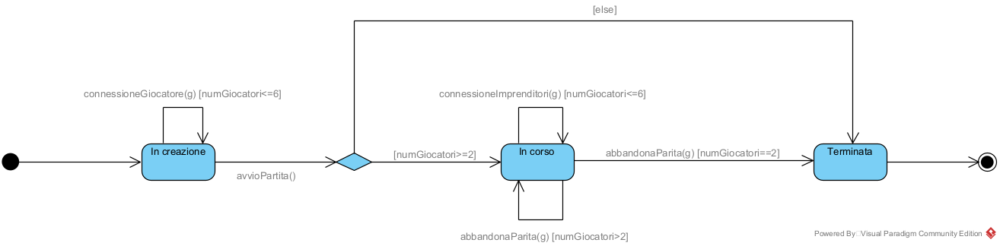 [else]
connessioneGiocatore(g) [numGiocatori<=6]
connessioneImprenditori(g) [numGiocatori<=6]
In creazione
avvioPartita()
[numGiocatori>=2]
In corso
abbandonaParita(g) [numGiocatori==2]
Terminata
abbandonaParita(g) [numGiocatori>2]
Powered By□Visual Paradigm Community Edition